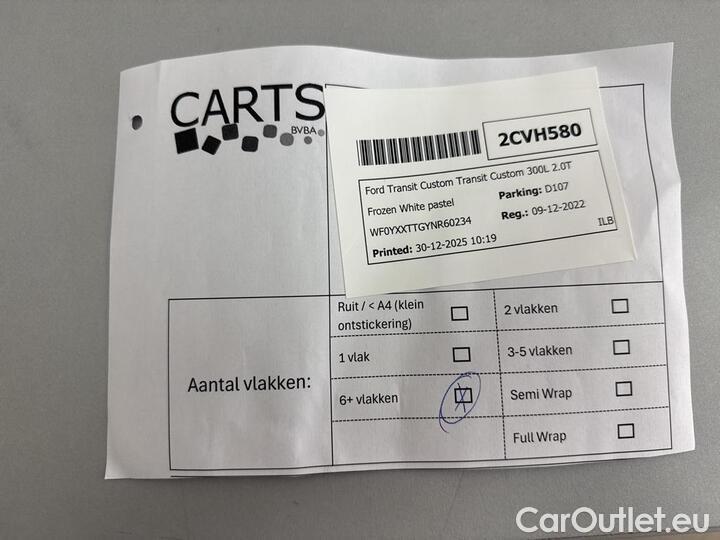 CARTS
BVBA
2CVH580
Ford Transit Custom Transit Custom 300L 2.0T
Frozen White pastel
Parking: D107
WF0YXXTTGYNR60234
Reg.: 09-12-2022
Printed: 30-12-2025 10:19
ILB
Aantal vlakken:
Ruit / < A4 (klein
ontstickering)
2 vlakken
1 vlak
3-5 vlakken
6+ vlakken
Semi Wrap
Full Wrap
CarOutlet.eu